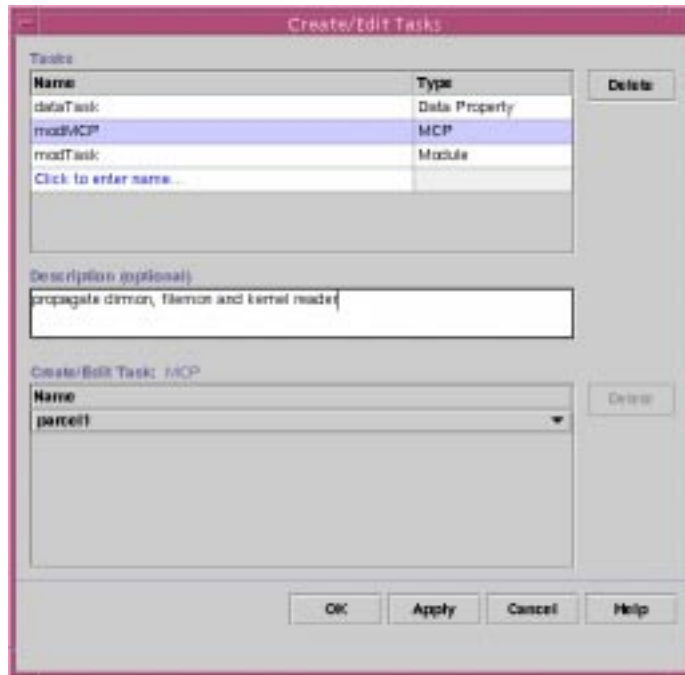 Create/Edit Tasks
Tasks
Name Type
Delete
dataTask Data Property
modMCP MCP
modTask Module
Click to enter name...
Description (optional)
propagate dirmon, filemon and kernel reader
Create/Edit Task: MCP
Name
Delete
parcel1
OK Apply Cancel Help